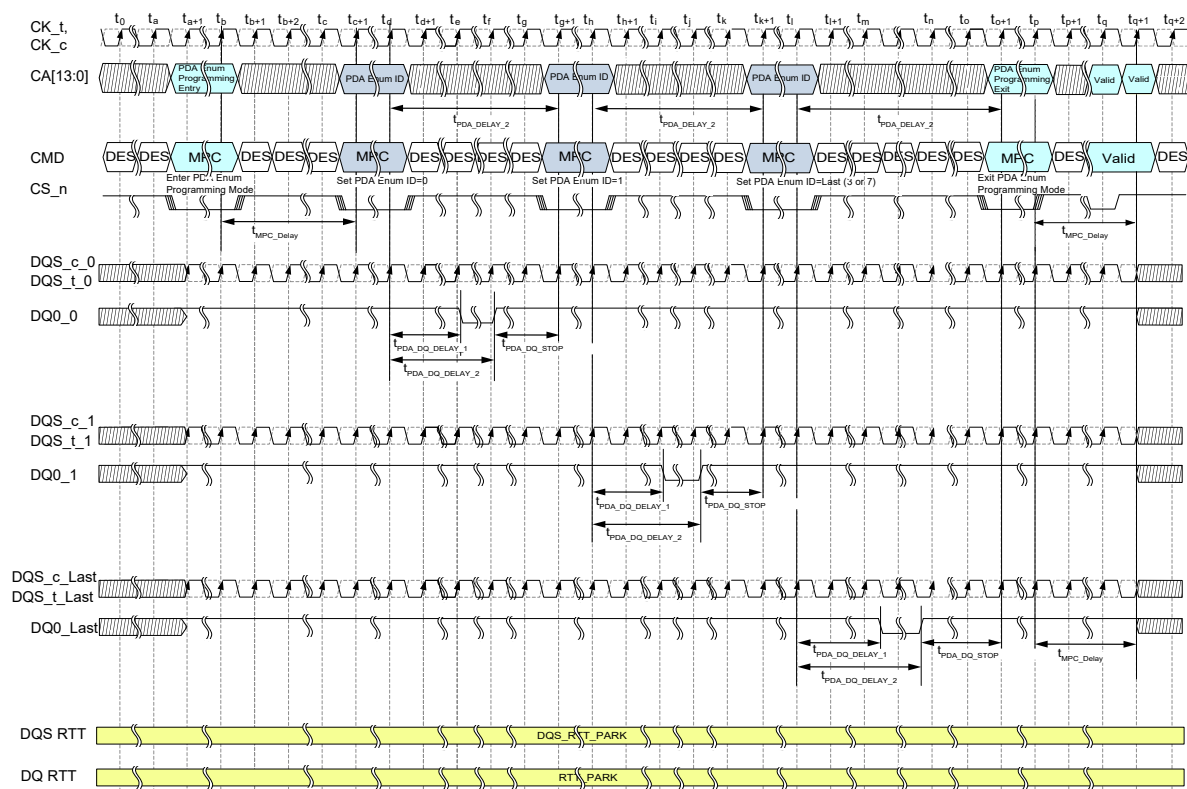 t0 ta ta+1 tb tb+1 tb+2 tc tc+1 td td+1 te tf tg tg+1 th th+1 ti tj tk tk+1 tl tl+1 tm tn to to+1 tp tp+1 tq tq+1 tq+2
CK_t,
CK_c
CA[13:0]
PDA Enum
Programming
Entry
PDA Enum ID
PDA Enum ID
PDA Enum ID
PDA Enum
Programming
Exit
Valid
Valid
tPDA_DELAY_2
tPDA_DELAY_2
tPDA_DELAY_2
CMD
DES DES MPC DES DES DES MPC DES DES DES DES MPC DES DES DES DES MPC DES DES DES DES DES MPC DES Valid DES
Enter PDA Enum
Programming Mode
Set PDA Enum ID=0
Set PDA Enum ID=1
Set PDA Enum ID=Last (3 or 7)
Exit PDA Enum
Programming Mode
CS_n
tMPC_Delay
tMPC_Delay
DQS_c_0
DQS_t_0
DQ0_0
tPDA_DQ_DELAY_1
tPDA_DQ_STOP
tPDA_DQ_DELAY_2
DQS_c_1
DQS_t_1
DQ0_1
tPDA_DQ_DELAY_1
tPDA_DQ_STOP
tPDA_DQ_DELAY_2
DQS_c_Last
DQS_t_Last
DQ0_Last
tPDA_DQ_DELAY_1
tPDA_DQ_STOP
tMPC_Delay
tPDA_DQ_DELAY_2
DQS RTT
DQS_RTT_PARK
DQ RTT
RTT_PARK